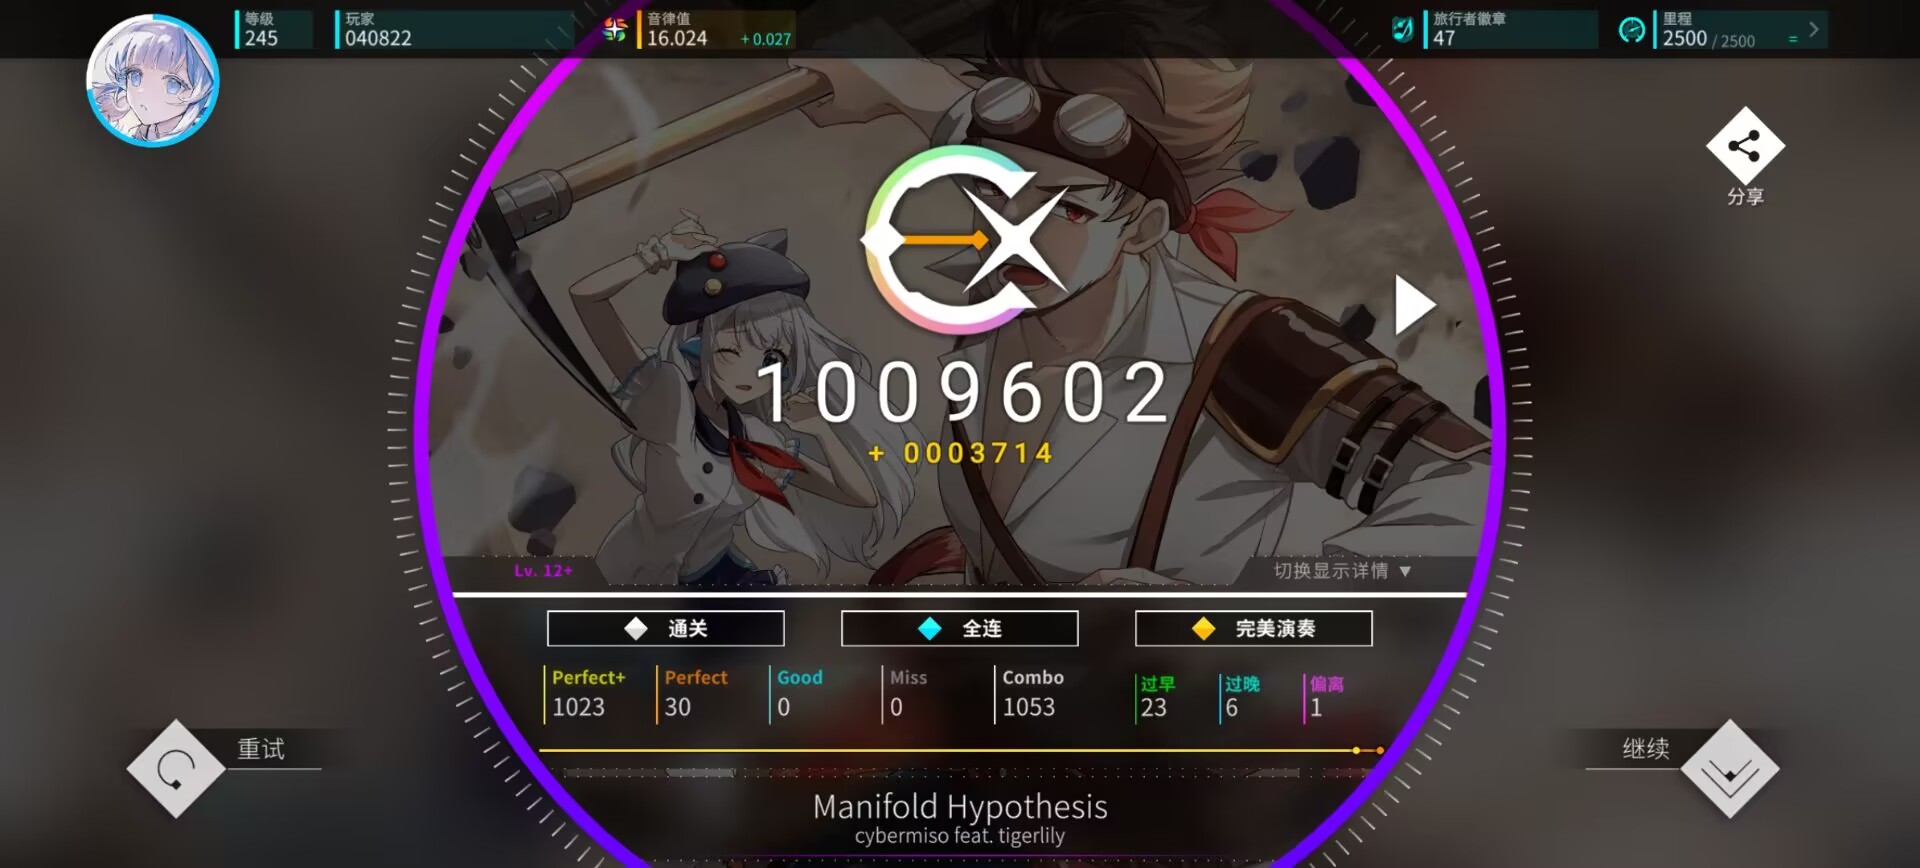 等级
245
玩家
040822
音律值
16.024
+0.027
旅行者徽章
47
里程
2500 / 2500
=
分享
1009602
+ 0003714
Lv. 12+
切换显示详情 ▼
通关
全连
完美演奏
Perfect+
1023
Perfect
30
Good
0
Miss
0
Combo
1053
过早
23
过晚
6
偏离
1
重试
继续
Manifold Hypothesis
cybermiso feat. tigerlily